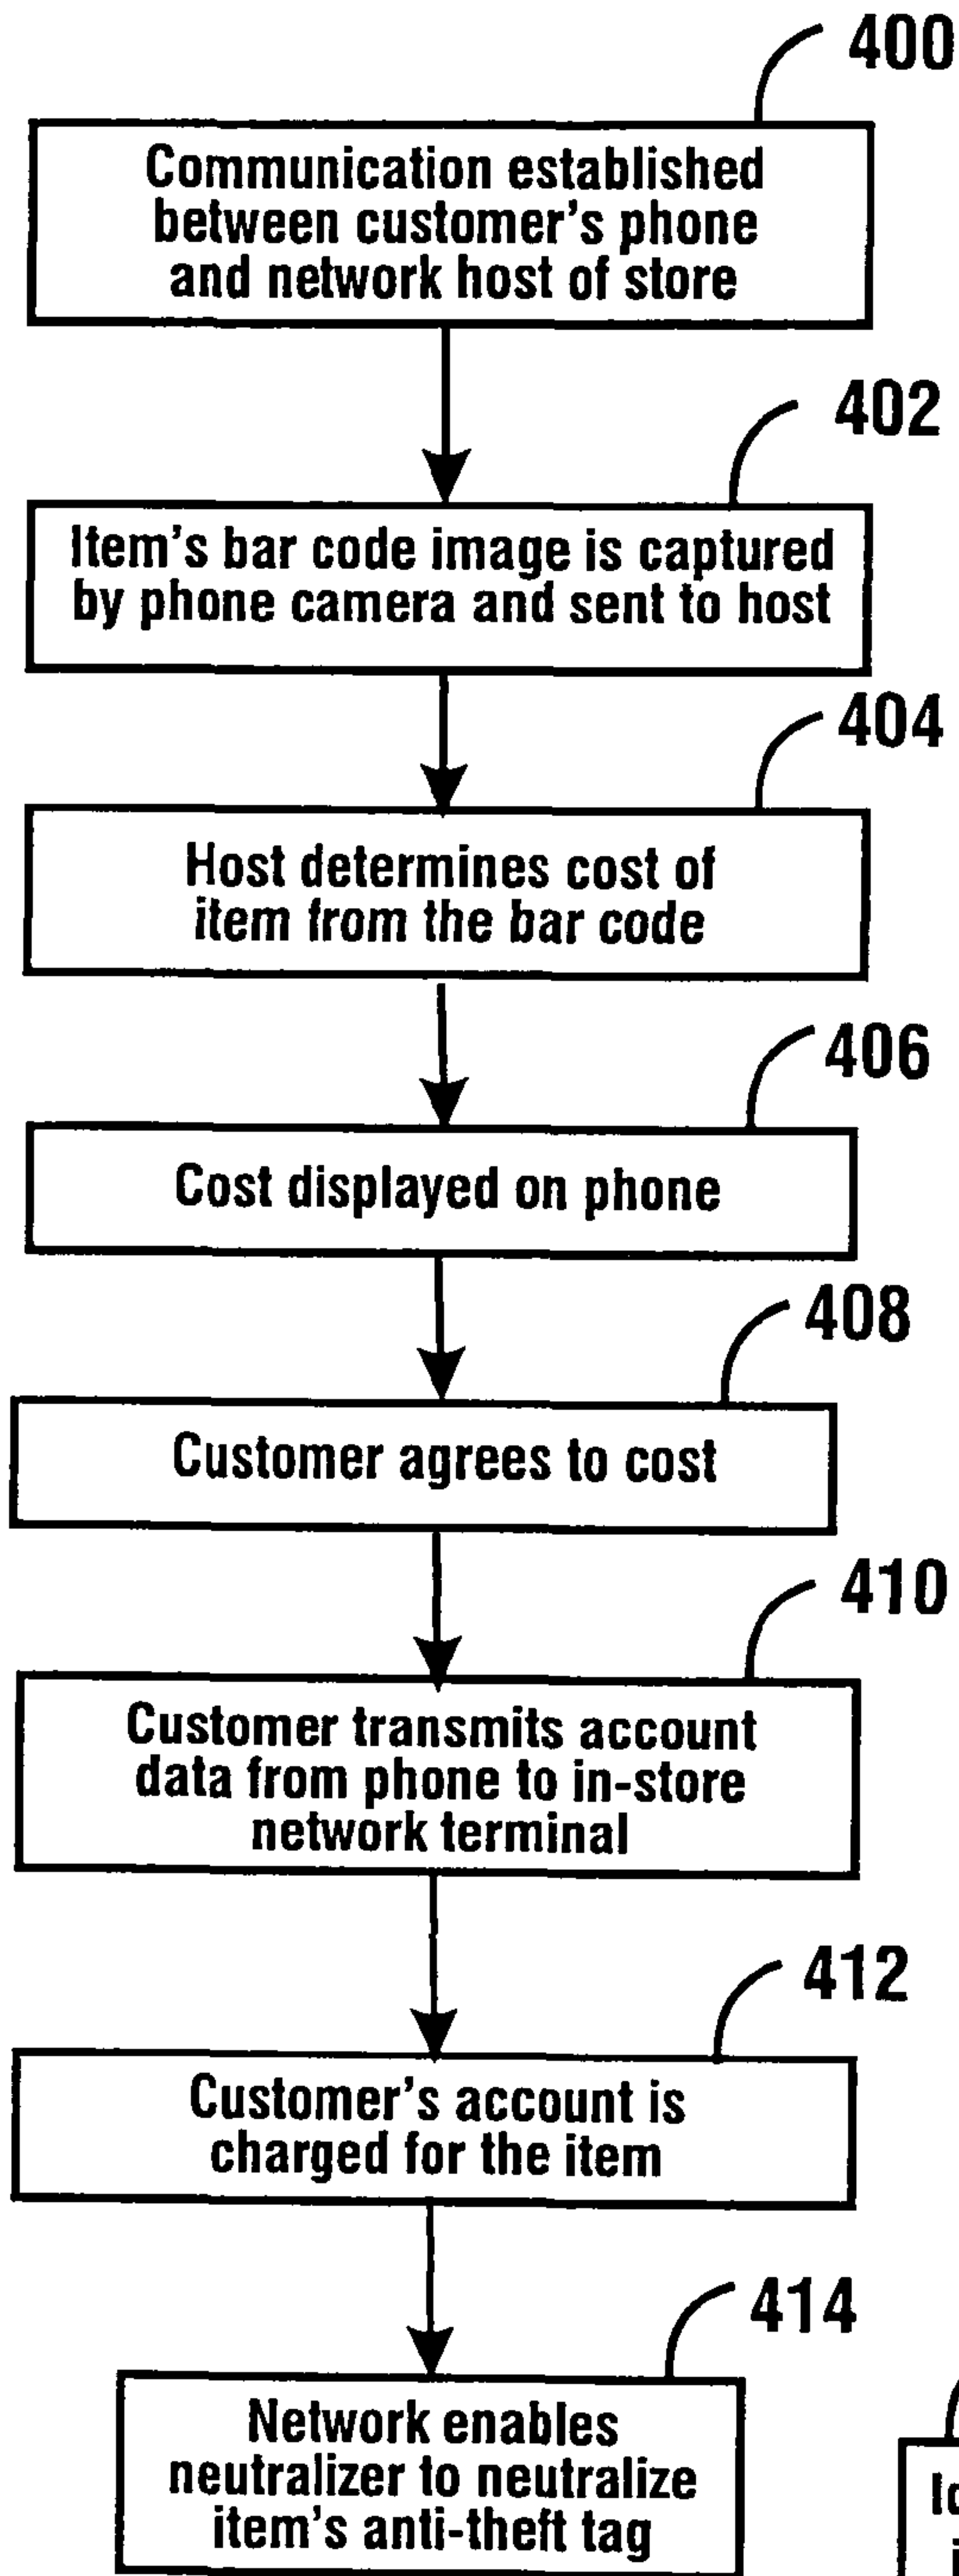 400
Communication established
between customer's phone
and network host of store
402
Item's bar code image is captured
by phone camera and sent to host
404
Host determines cost of
item from the bar code
406
Cost displayed on phone
408
Customer agrees to cost
410
Customer transmits account
data from phone to in-store
network terminal
412
Customer's account is
charged for the item
414
Network enables
neutralizer to neutralize
item's anti-theft tag